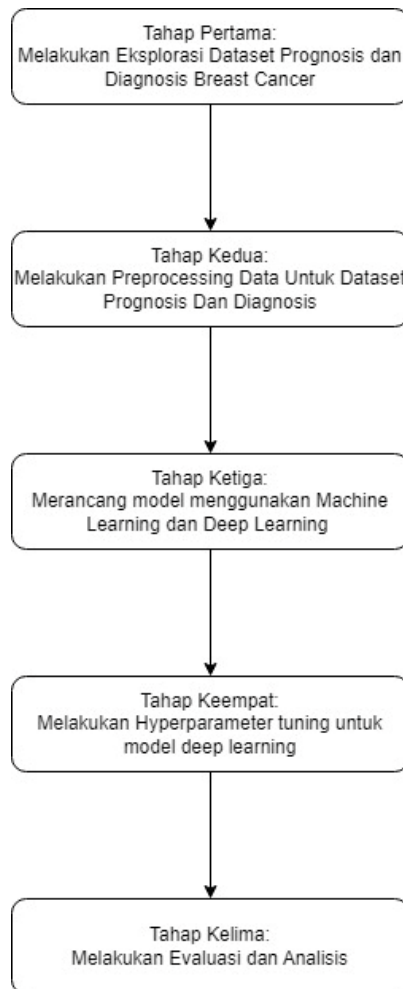 Tahap Pertama:
Melakukan Eksplorasi Dataset Prognosis dan
Diagnosis Breast Cancer
Tahap Kedua:
Melakukan Preprocessing Data Untuk Dataset
Prognosis Dan Diagnosis
Tahap Ketiga:
Merancang model menggunakan Machine
Learning dan Deep Learning
Tahap Keempat:
Melakukan Hyperparameter tuning untuk
model deep learning
Tahap Kelima:
Melakukan Evaluasi dan Analisis